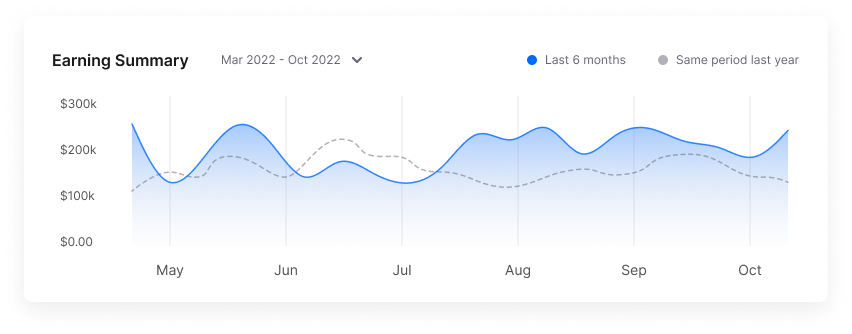 Earning Summary
Mar 2022 - Oct 2022
Last 6 months
Same period last year
$300k
$200k
$100k
$0.00
May
Jun
Jul
Aug
Sep
Oct